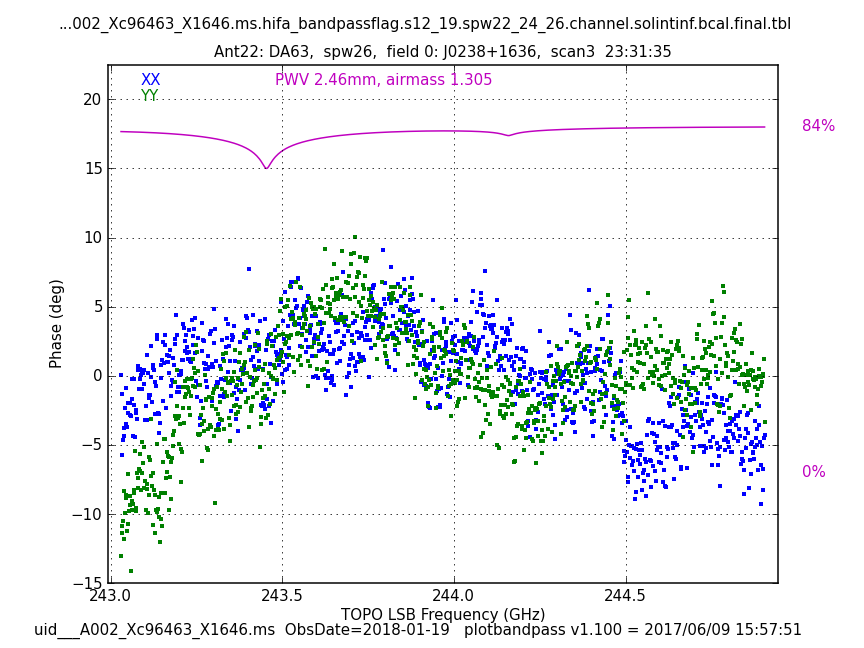 ...002_Xc96463_X1646.ms.hifa_bandpassflag.s12_19.spw22_24_26.channel.solintinf.bcal.final.tbl
Ant22: DA63,  spw26,  field 0: J0238+1636,  scan3  23:31:35
XX
PWV 2.46mm, airmass 1.305
YY
20
84%
15
10
5
0
−5
0%
−10
−15
Phase (deg)
243.0 243.5 244.0 244.5
TOPO LSB Frequency (GHz)
uid___A002_Xc96463_X1646.ms  ObsDate=2018-01-19   plotbandpass v1.100 = 2017/06/09 15:57:51